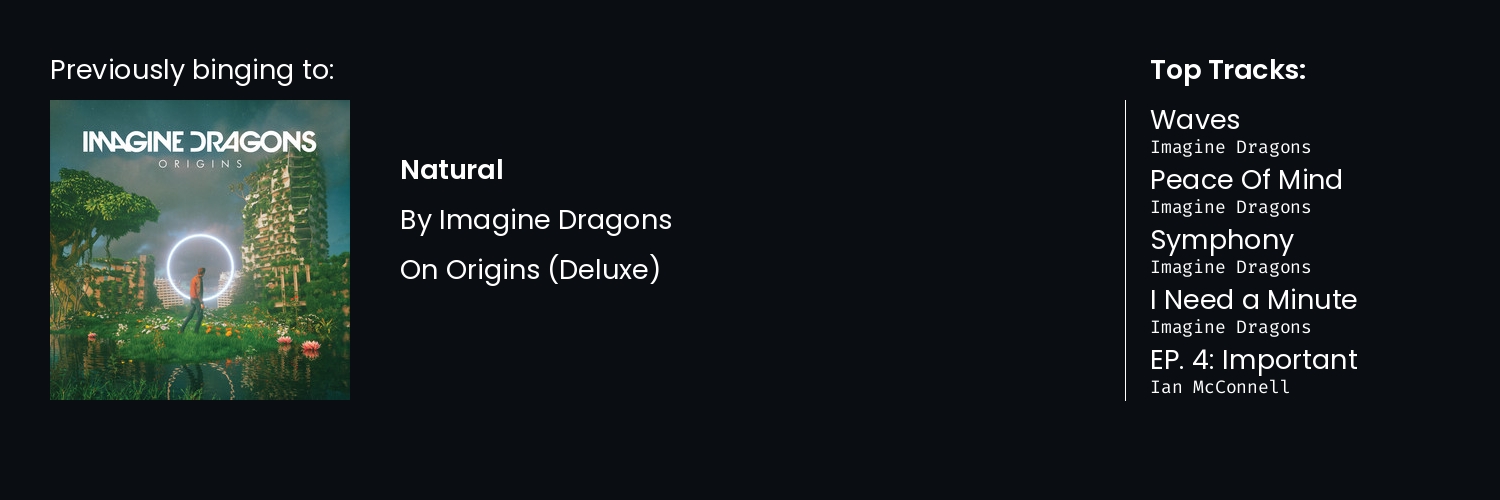 Previously binging to:
IMAGINE DRAGONS
ORIGINS
Natural
By Imagine Dragons
On Origins (Deluxe)
Top Tracks:
Waves
Imagine Dragons
Peace Of Mind
Imagine Dragons
Symphony
Imagine Dragons
I Need a Minute
Imagine Dragons
EP. 4: Important
Ian McConnell